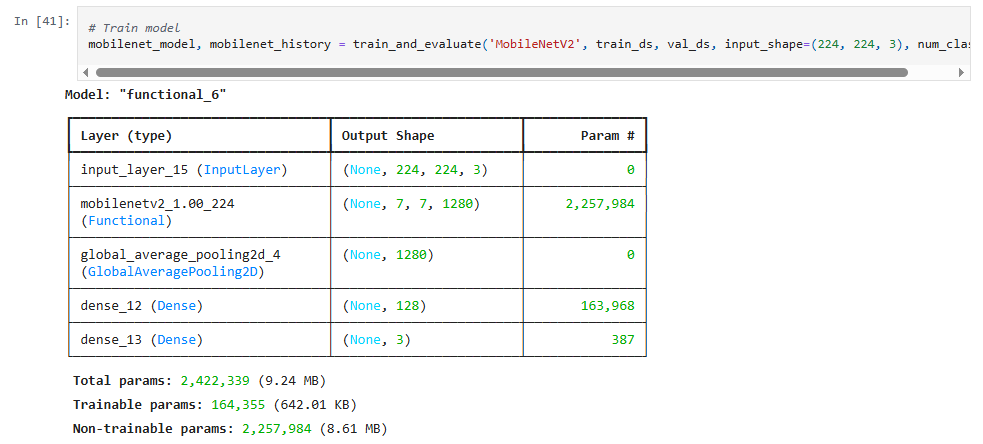 In [41]:
# Train model
mobilenet_model, mobilenet_history = train_and_evaluate('MobileNetV2', train_ds, val_ds, input_shape=(224, 224, 3), num_clas
Model: "functional_6"
Layer (type) Output Shape Param #
input_layer_15 (InputLayer) (None, 224, 224, 3) 0
mobilenetv2_1.00_224 (None, 7, 7, 1280) 2,257,984
(Functional)
global_average_pooling2d_4 (None, 1280) 0
(GlobalAveragePooling2D)
dense_12 (Dense) (None, 128) 163,968
dense_13 (Dense) (None, 3) 387
Total params: 2,422,339 (9.24 MB)
Trainable params: 164,355 (642.01 KB)
Non-trainable params: 2,257,984 (8.61 MB)